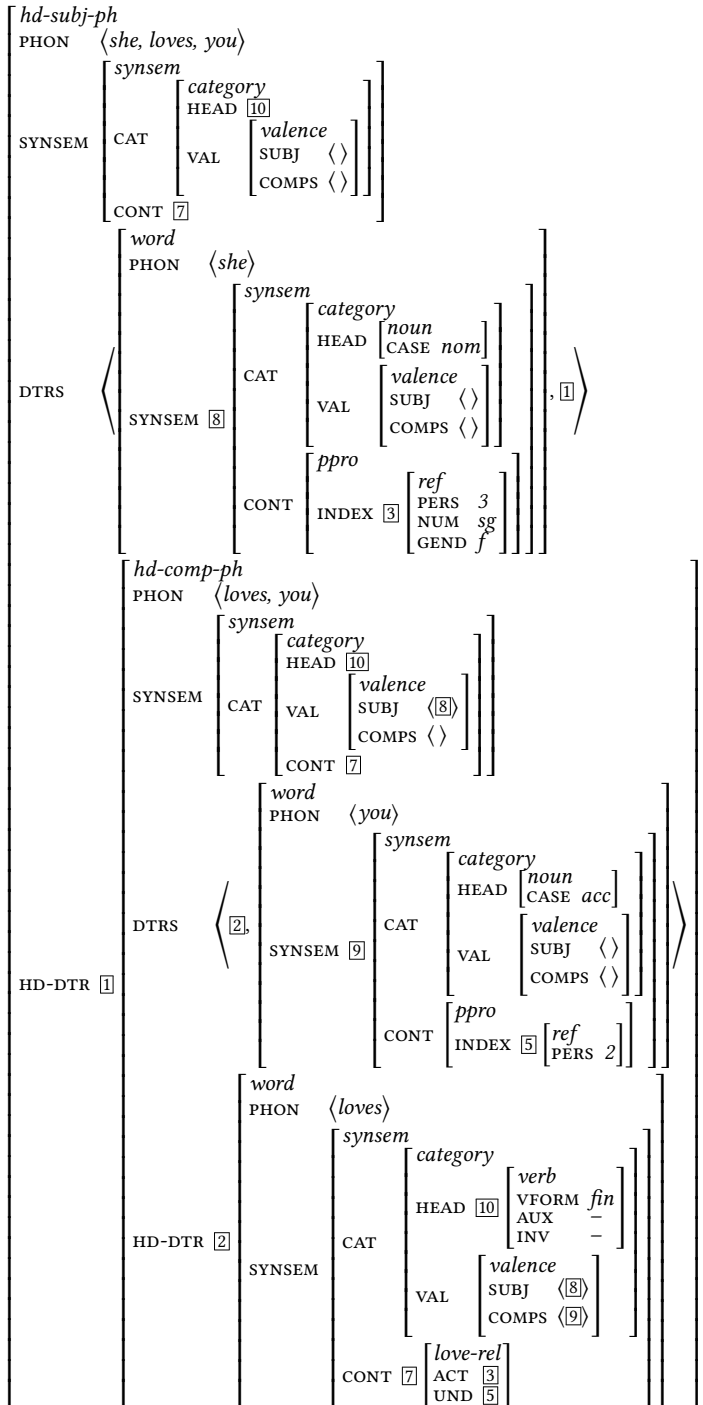 hd-subj-ph
PHON ⟨she, loves, you⟩
synsem
category
HEAD 10
SYNSEM CAT valence
VAL SUBJ ⟨ ⟩
COMPS ⟨ ⟩
CONT 7
word
PHON ⟨she⟩
synsem
category
HEAD noun
CASE nom
CAT valence
DTRS VAL SUBJ ⟨ ⟩ , 1
SYNSEM 8 COMPS ⟨ ⟩
ppro
ref
CONT PERS 3
INDEX 3 NUM sg
GEND f
hd-comp-ph
PHON ⟨loves, you⟩
synsem
category
HEAD 10
SYNSEM valence
CAT VAL SUBJ ⟨8⟩
COMPS ⟨ ⟩
CONT 7
word
PHON ⟨you⟩
synsem
category
HEAD noun
CASE acc
DTRS 2, CAT valence
SYNSEM 9 VAL SUBJ ⟨ ⟩
COMPS ⟨ ⟩
HD-DTR 1
ppro
CONT INDEX 5 ref
PERS 2
word
PHON ⟨loves⟩
synsem
category
verb
HEAD 10 VFORM fin
AUX −
HD-DTR 2 CAT INV −
SYNSEM valence
VAL SUBJ ⟨8⟩
COMPS ⟨9⟩
love-rel
CONT 7 ACT 3
UND 5